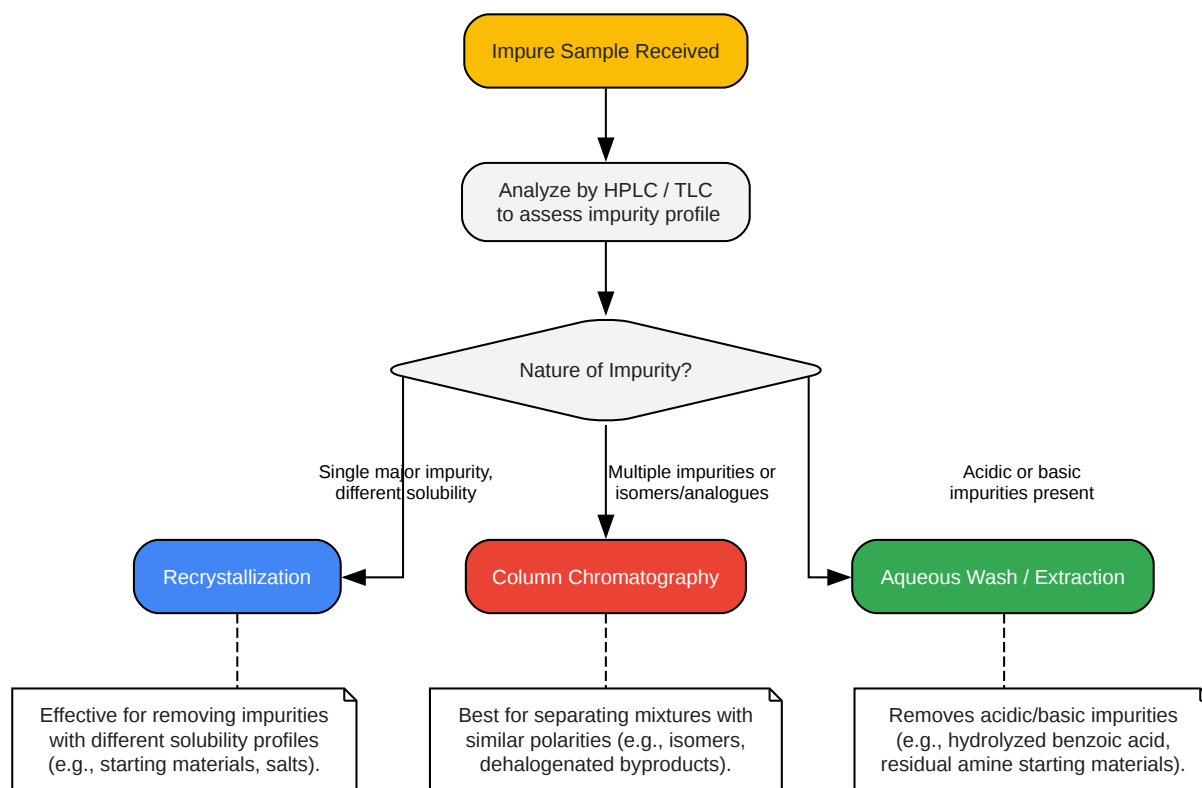 Impure Sample Received
Analyze by HPLC / TLC
to assess impurity profile
Nature of Impurity?
Single major impurity,
different solubility
Multiple impurities or
isomers/analogues
Acidic or basic
impurities present
Recrystallization
Column Chromatography
Aqueous Wash / Extraction
Effective for removing impurities
with different solubility profiles
(e.g., starting materials, salts).
Best for separating mixtures with
similar polarities (e.g., isomers,
dehalogenated byproducts).
Removes acidic/basic impurities
(e.g., hydrolyzed benzoic acid,
residual amine starting materials).